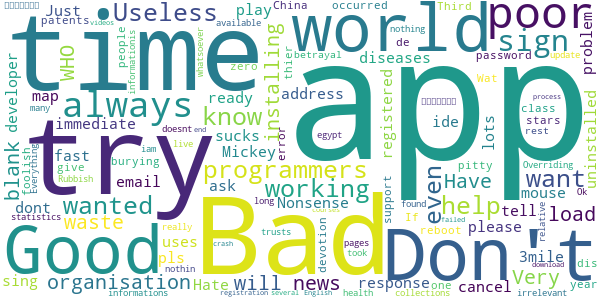 Just
patents
Useless
time
China
occurred
Third
available
play
videos
nothing
people
informationis
world
poor
betrayal
thier
de
problem
sign
password
update
whatsoever
WHO
zero
installing
diseases
Wat
map
many
always
ready
know
address
app
process
class
ide
stars
rest
blank
developer
immediate
try
sucks
Mickey
error
egypt
registered
lots
uninstalled
fast
doesnt
end
Overriding
Everything
foolish
give
burying
iam
live
programmers
pitty
Have
0k
Rubbish
email
ask
working
even
mouse
want
dont
wanted
Nonsense
If
help
tell
load
statistics
waste
Good
Bad
long
support
found
reboot
failed
please
relative
really
uses
pls
crash
trusts
devotion
pages
took
Don't
3mile
download
dis
organisation
nothin
will
news
response
one
cancel
Very
year
sing
Hate
informations
registration
several
English
health
collections
irrelevant